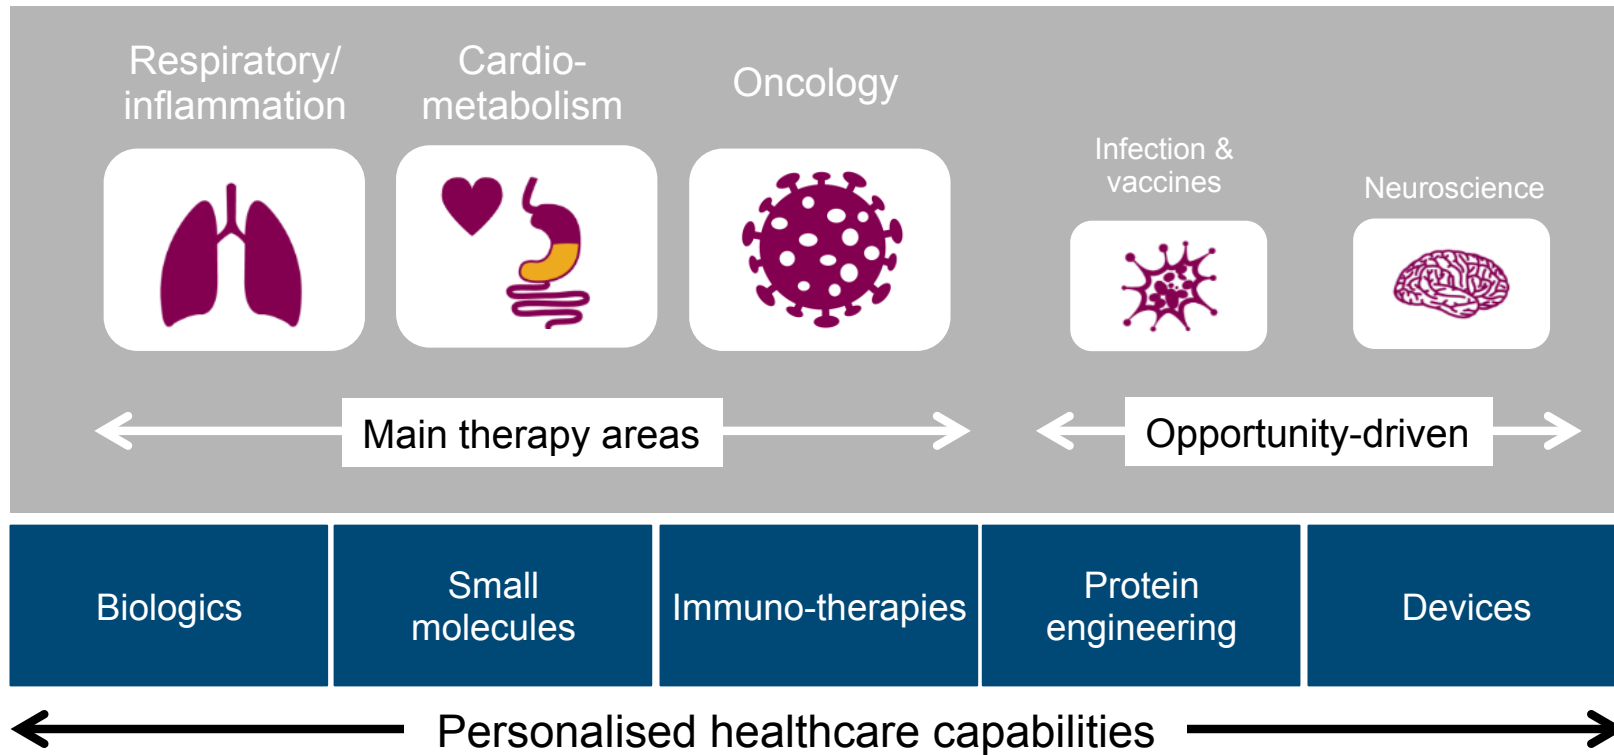 Respiratory/
inflammation
Cardio-
metabolism
Oncology
Infection &
vaccines
Neuroscience
Main therapy areas
Opportunity-driven
Biologics
Small
molecules
Immuno-therapies
Protein
engineering
Devices
Personalised healthcare capabilities